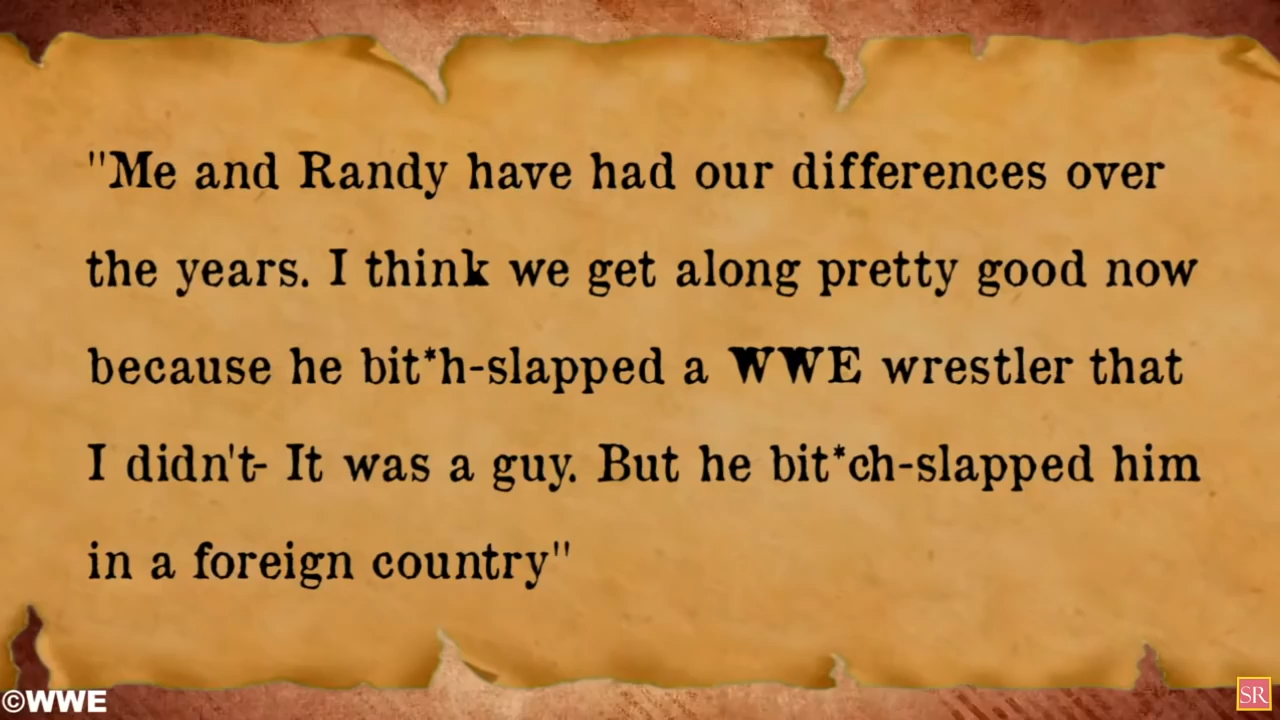 "Me and Randy have had our differences over
the years. I think we get along pretty good now
because he bit*h-slapped a WWE wrestler that
I didn't- It was a guy. But he bit*ch-slapped him
in a foreign country"
©WWE
SR